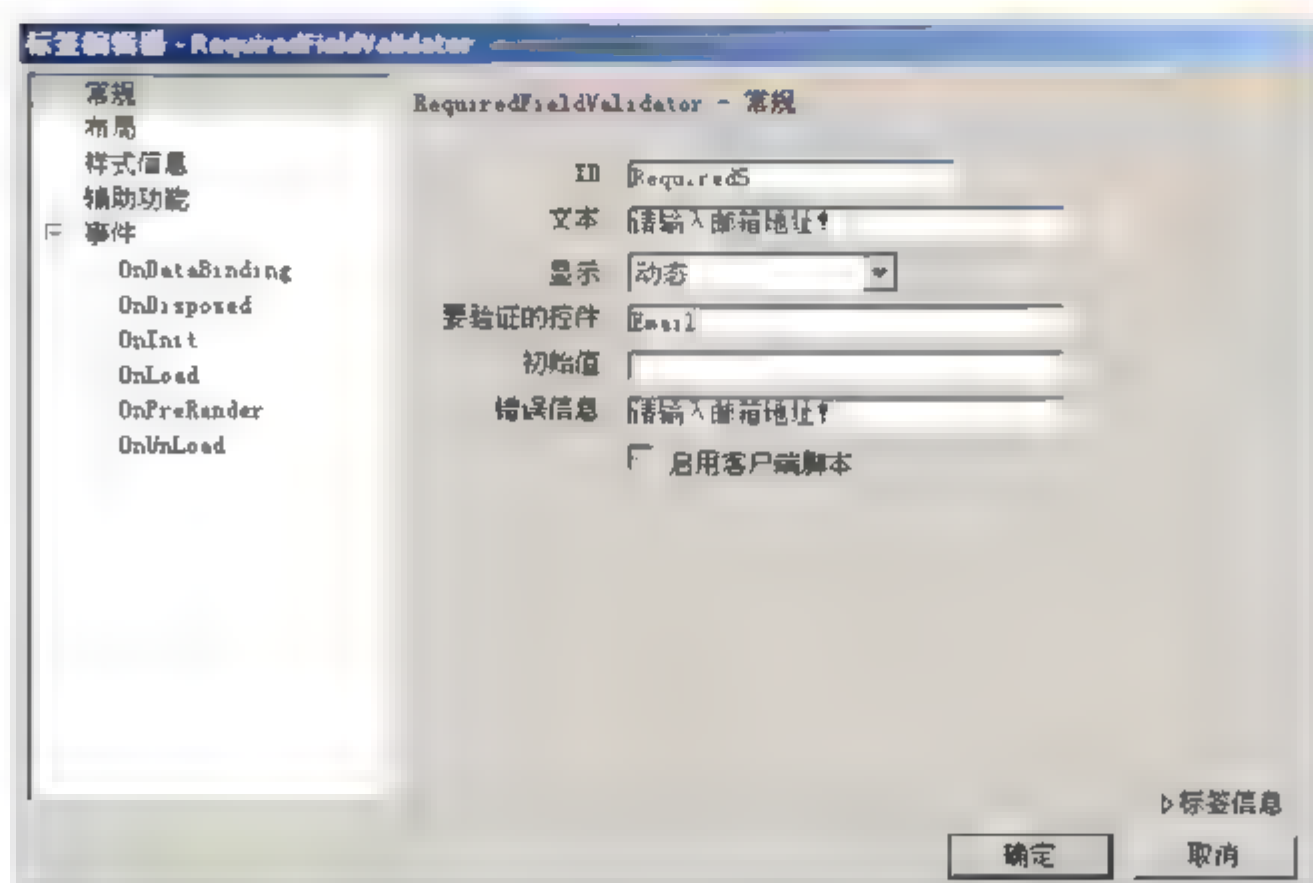 标签编辑器 - RequiredFieldValidator
常规
布局
样式信息
辅助功能
事件
OnDataBinding
OnDisposed
OnInit
OnLoad
OnPreRander
OnUnLoad
RequiredFieldValidator - 常规
ID Required5
文本 请输入邮箱地址!
显示 动态
要验证的控件 Email
初始值
错误信息 请输入邮箱地址!
启用客户端脚本
标签信息
确定 取消